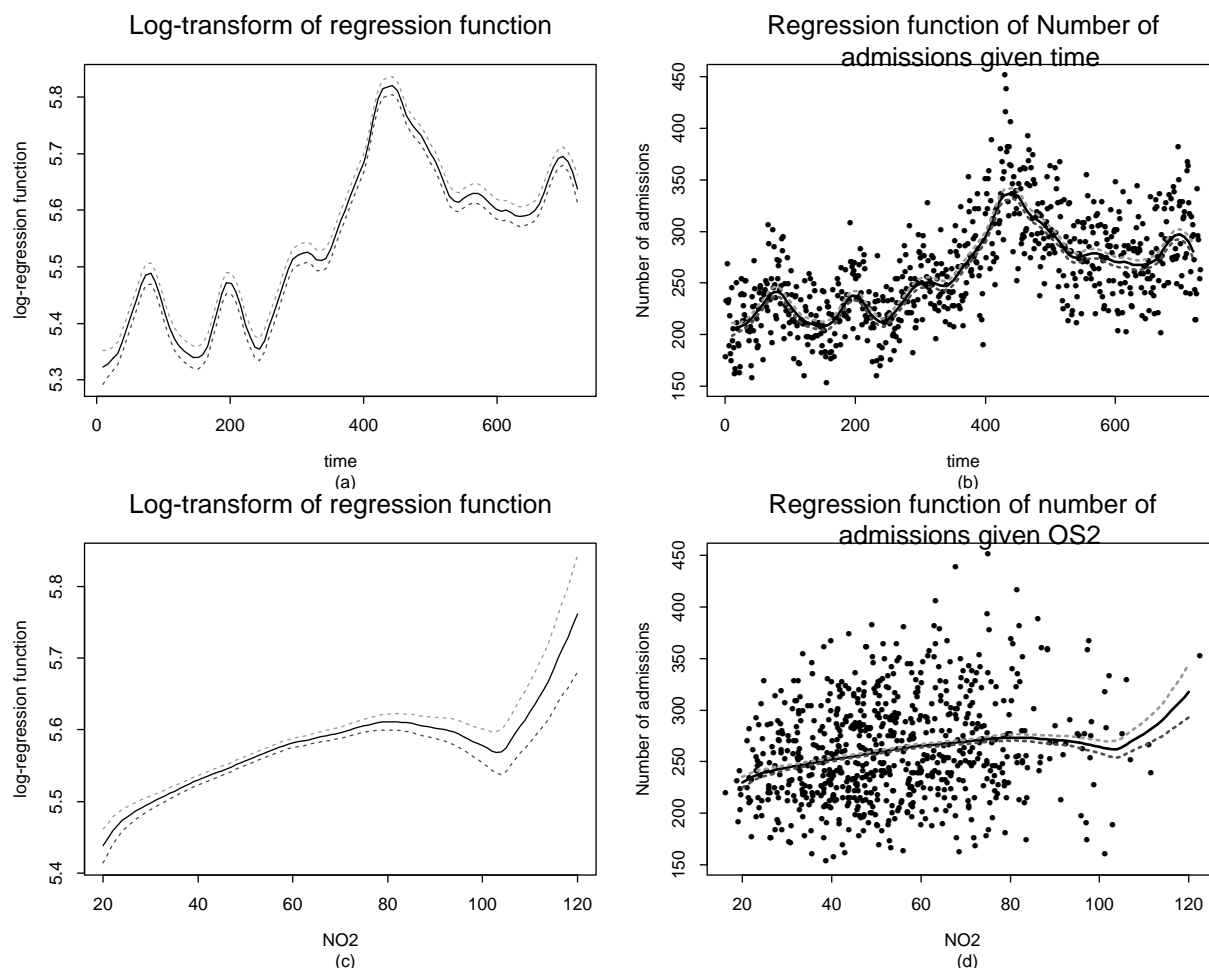 Log-transform of regression function
log-regression function
5.8
5.7
5.6
5.5
5.4
5.3
0 200 400 600
time
(a)
Regression function of Number of
admissions given time
Number of admissions
450
400
350
300
250
200
150
0 200 400 600
time
(b)
Log-transform of regression function
log-regression function
5.8
5.7
5.6
5.5
5.4
20 40 60 80 100 120
NO2
(c)
Regression function of number of
admissions given OS2
Number of admissions
450
400
350
300
250
200
150
20 40 60 80 100 120
NO2
(d)